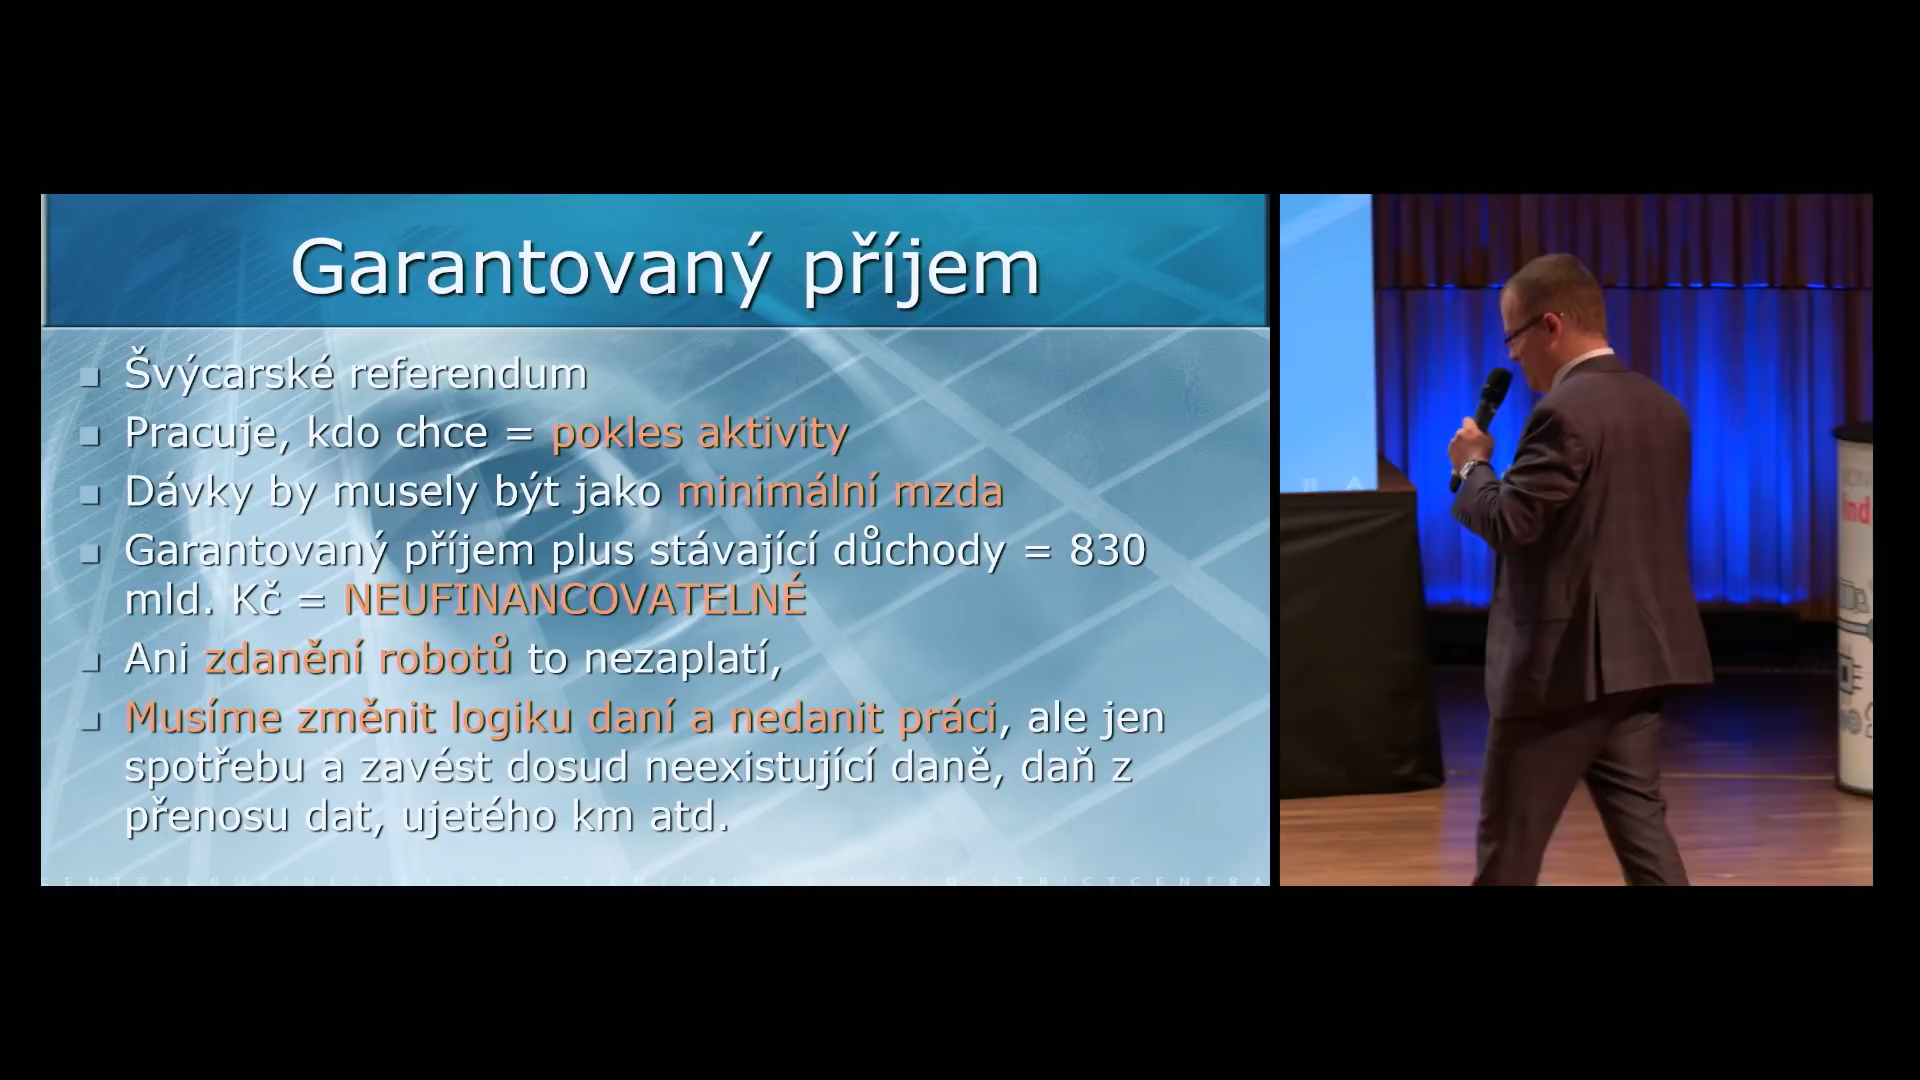 Garantovaný příjem
Švýcarské referendum
Pracuje, kdo chce = pokles aktivity
Dávky by musely být jako minimální mzda
Garantovaný příjem plus stávající důchody = 830
mld. Kč = NEUFINANCOVATELNÉ
Ani zdanění robotů to nezaplatí,
Musíme změnit logiku daní a nedanit práci, ale jen
spotřebu a zavést dosud neexistující daně, daň z
přenosu dat, ujetého km atd.